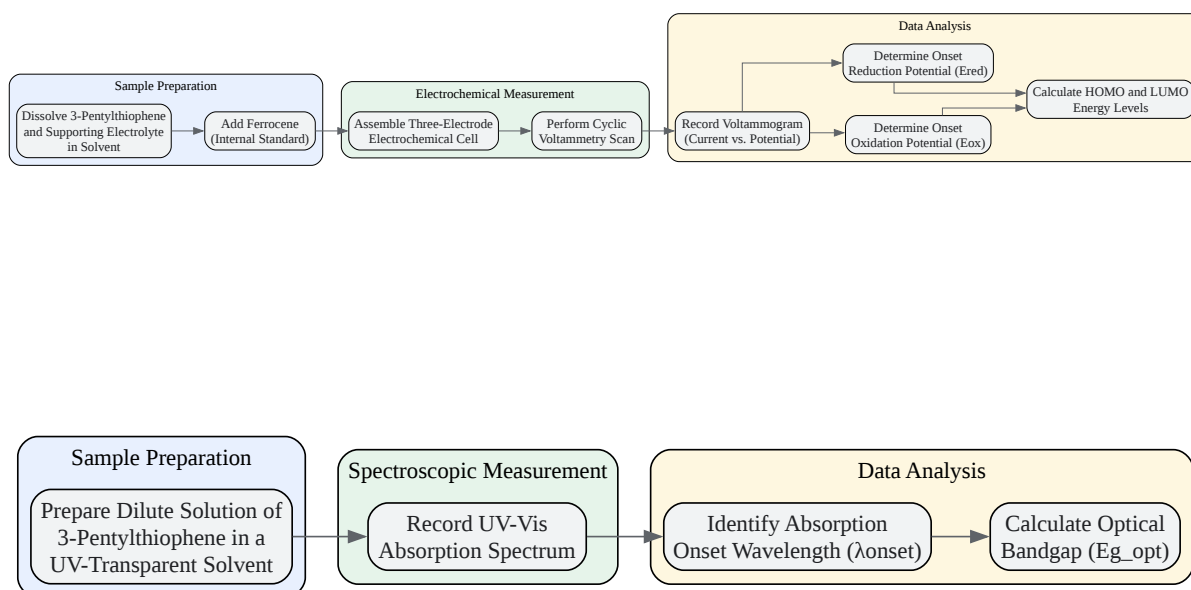 Sample Preparation
Dissolve 3-Pentylthiophene
and Supporting Electrolyte
in Solvent
Add Ferrocene
(Internal Standard)
Electrochemical Measurement
Assemble Three-Electrode
Electrochemical Cell
Perform Cyclic
Voltammetry Scan
Data Analysis
Record Voltammogram
(Current vs. Potential)
Determine Onset
Reduction Potential (Ered)
Determine Onset
Oxidation Potential (Eox)
Calculate HOMO and LUMO
Energy Levels
Sample Preparation
Prepare Dilute Solution of
3-Pentylthiophene in a
UV-Transparent Solvent
Spectroscopic Measurement
Record UV-Vis
Absorption Spectrum
Data Analysis
Identify Absorption
Onset Wavelength (λonset)
Calculate Optical
Bandgap (Eg_opt)